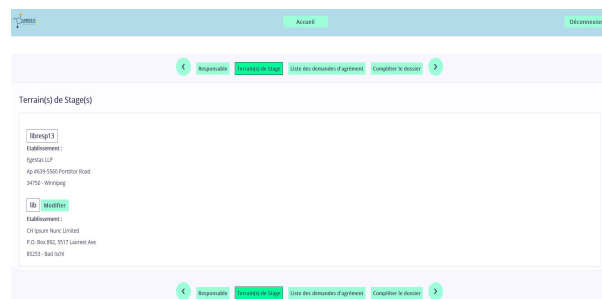 Accueil
Déconnexion
❮ Responsable Terrain(s) de Stage Liste des demandes d'agrément Compléter le dossier ❯
Terrain(s) de Stage(s)
libresp13
Etablissement :
Egestas LLP
Ap #639-5560 Porttitor Road
34750 - Winnipeg
lib Modifier
Etablissement :
CH Ipsum Nunc Limited
P.O. Box 892, 5517 Laoreet Ave
85253 - Bad Ischl
❮ Responsable Terrain(s) de Stage Liste des demandes d'agrément Compléter le dossier ❯